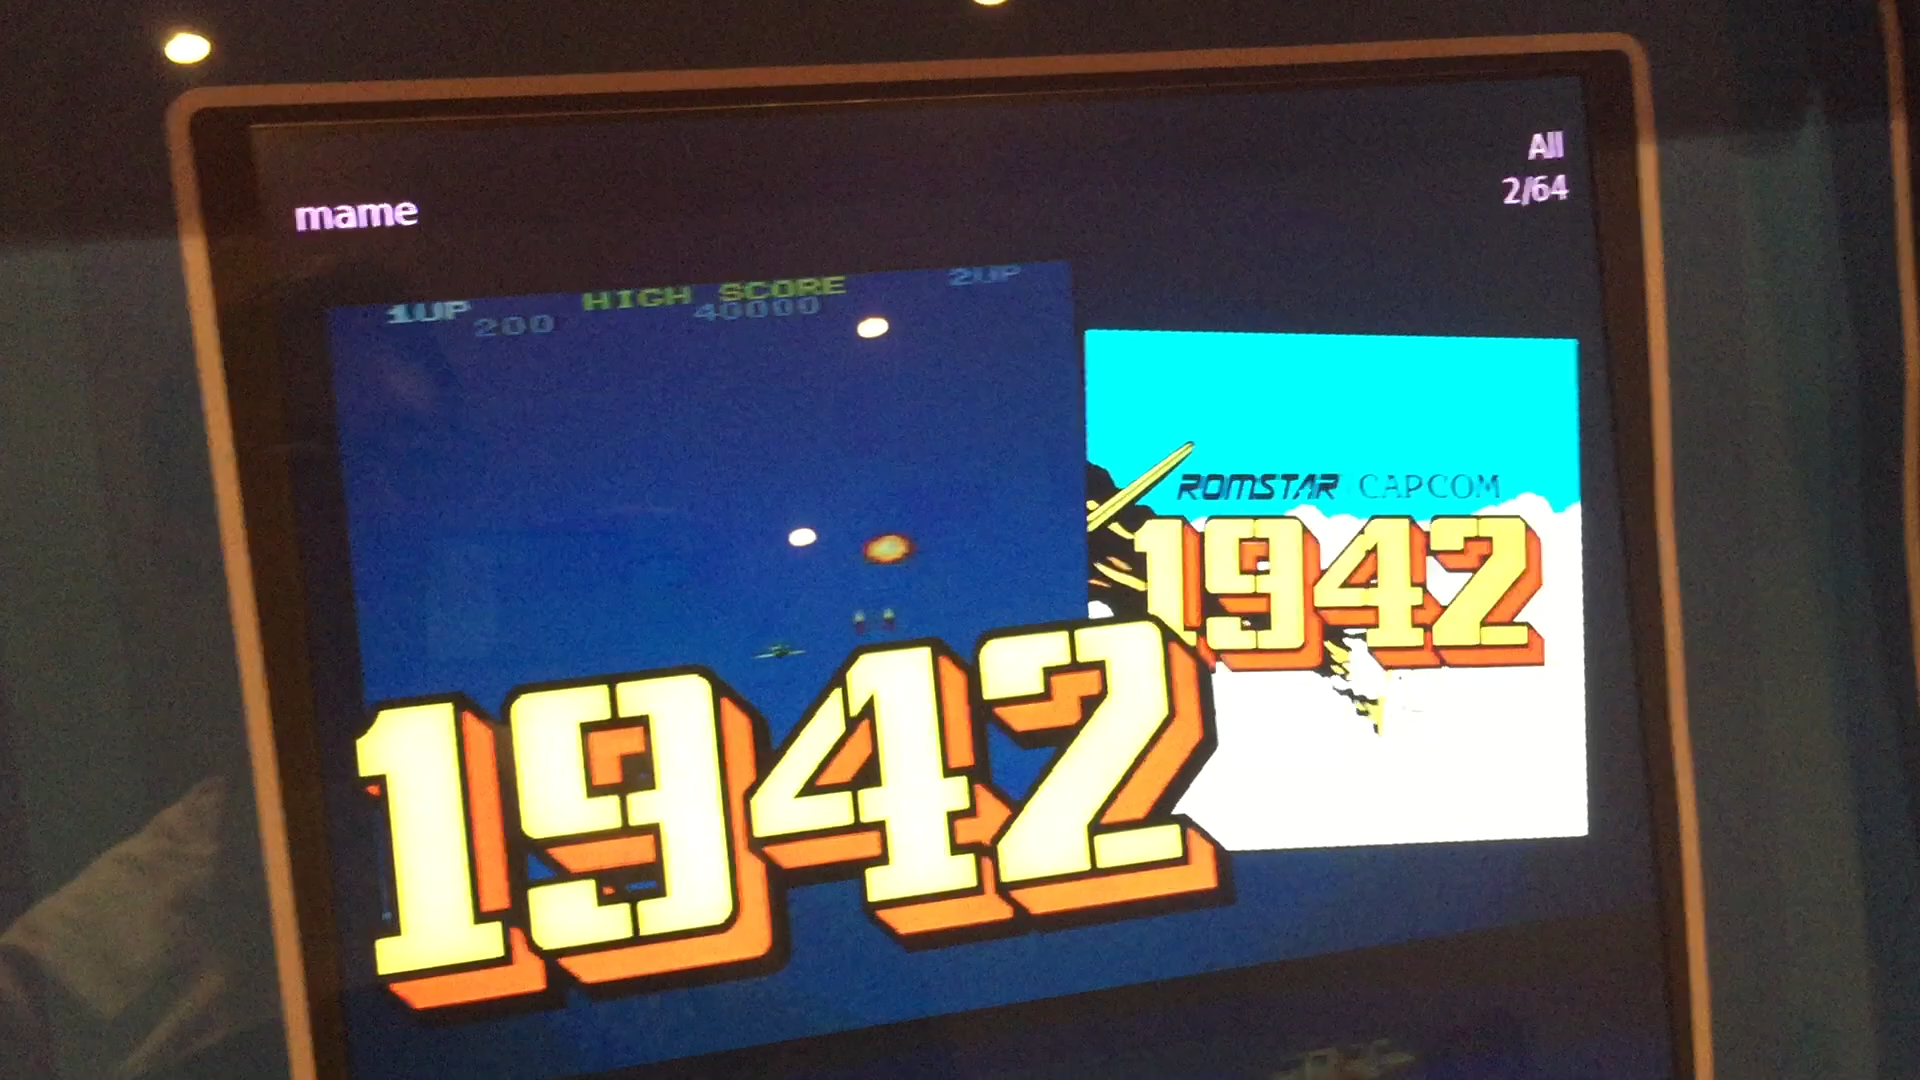 All
2/64
mame
1UP HIGH SCORE 2UP
200 40000
ROMSTAR CAPCOM
1942
1942